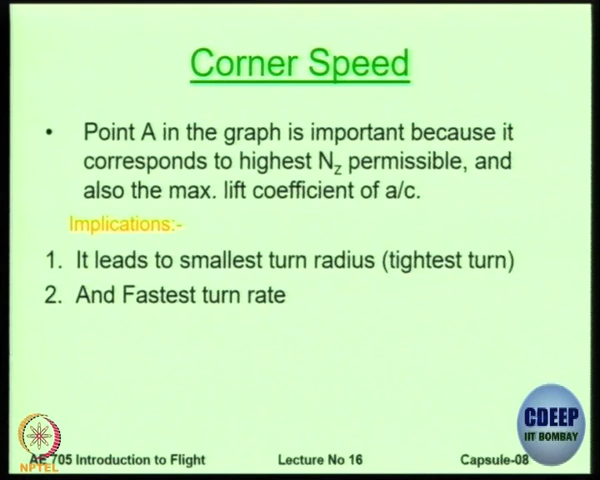 Corner Speed
• Point A in the graph is important because it
corresponds to highest Nz permissible, and
also the max. lift coefficient of a/c.
Implications:-
1. It leads to smallest turn radius (tightest turn)
2. And Fastest turn rate
CDEEP
IIT BOMBAY
AE 705 Introduction to Flight Lecture No 16 Capsule-08
NPTEL